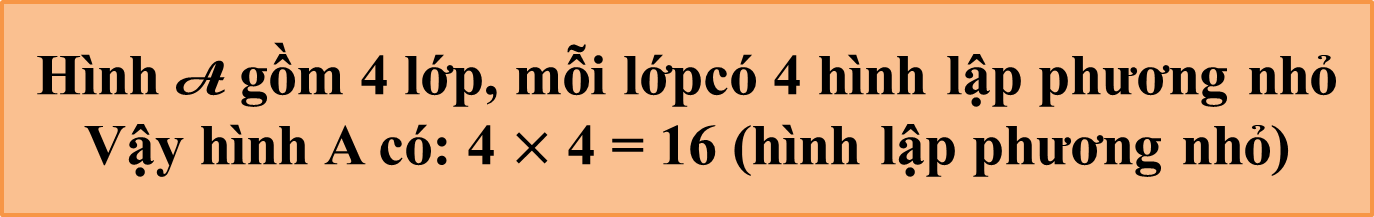 Hình 𝓐 gồm 4 lớp, mỗi lớpcó 4 hình lập phương nhỏ
Vậy hình A có: 4 × 4 = 16 (hình lập phương nhỏ)